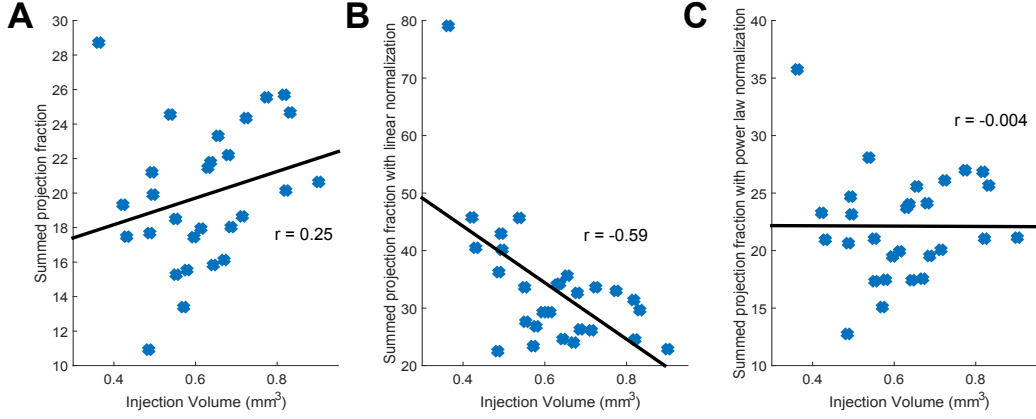 A
Summed projection fraction
30
28
26
24
22
20
18
16
14
12
10
r = 0.25
0.4
0.6
0.8
Injection Volume (mm³)
B
Summed projection fraction with linear normalization
80
70
60
50
40
30
20
r = -0.59
0.4
0.6
0.8
Injection Volume (mm³)
C
Summed projection fraction with power law normalization
40
35
30
25
20
15
10
r = -0.004
0.4
0.6
0.8
Injection Volume (mm³)